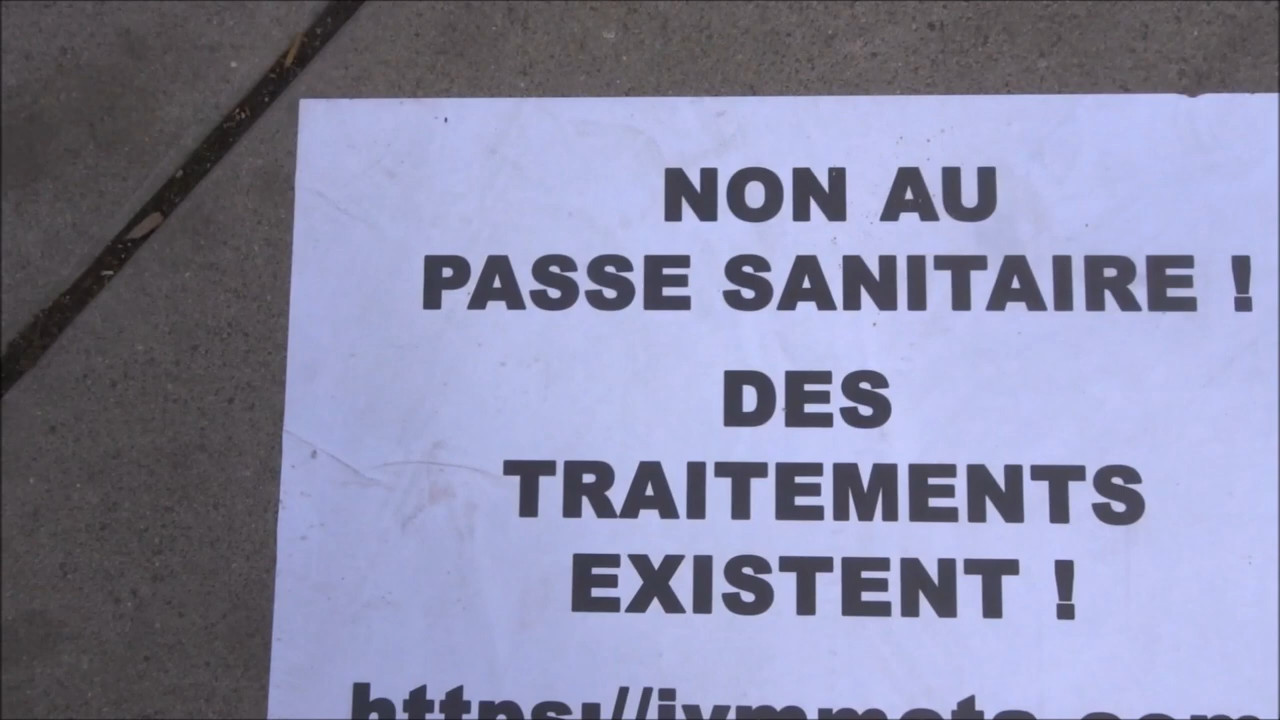 NON AU
PASSE SANITAIRE !
DES
TRAITEMENTS
EXISTENT !